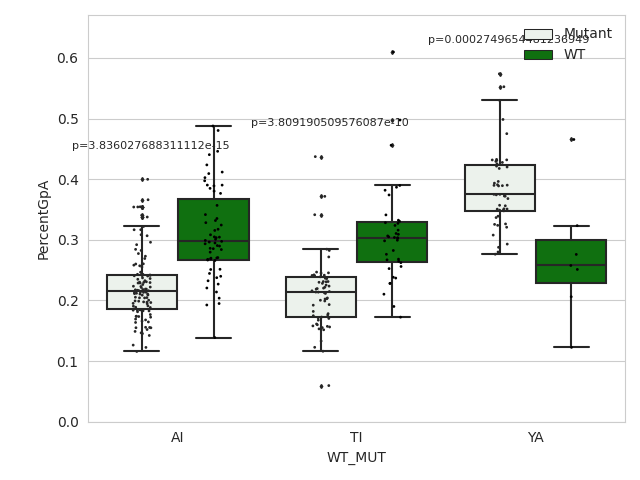 p=0.000274965
Mutant
WT
p=3.809190509576087e-10
p=3.836027688311112e-15
0.6
0.5
0.4
0.3
0.2
0.1
0.0
PercentGpA
AI TI YA
WT_MUT